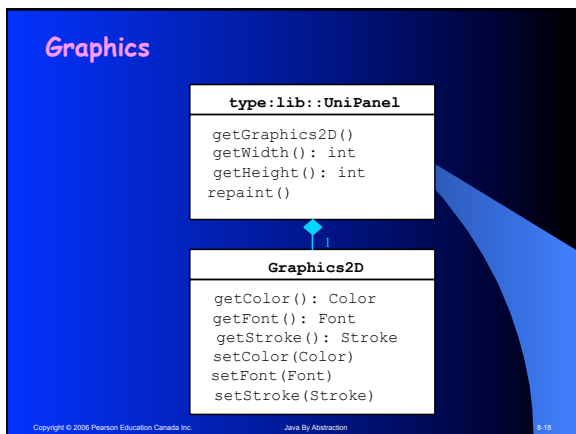 Graphics
type:lib::UniPanel
getGraphics2D()
getWidth(): int
getHeight(): int
repaint()
1
Graphics2D
getColor(): Color
getFont(): Font
getStroke(): Stroke
setColor(Color)
setFont(Font)
setStroke(Stroke)
Copyright © 2006 Pearson Education Canada Inc. Java By Abstraction 8-18